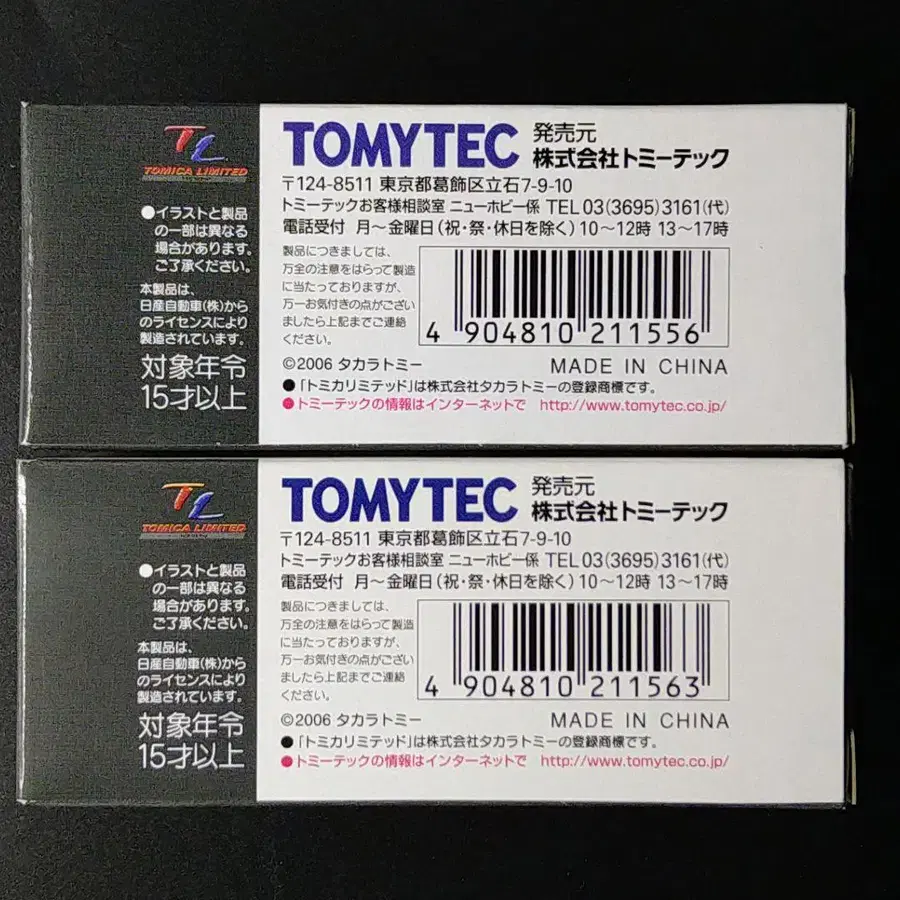 TL
TOMICA LIMITED
●イラストと製品
の一部は異なる
場合があります。
ご了承ください。
本製品は、
日産自動車(株)から
のライセンスにより
製造されています。
対象年令
15才以上
TOMYTEC 発売元
株式会社トミーテック
〒124-8511 東京都葛飾区立石7-9-10
トミーテックお客様相談室 ニューホビー係 TEL 03(3695)3161(代)
電話受付 月〜金曜日(祝・祭・休日を除く)10〜12時 13〜17時
製品につきましては、
万全の注意をはらって製造
に当たっておりますが、
万一お気付きの点がござい
ましたら上記までご連絡
ください。
4 904810 211556
©2006 タカラトミー MADE IN CHINA
●「トミカリミテッド」は株式会社タカラトミーの登録商標です。
●トミーテックの情報はインターネットで http://www.tomytec.co.jp/
TL
TOMICA LIMITED
●イラストと製品
の一部は異なる
場合があります。
ご了承ください。
本製品は、
日産自動車(株)から
のライセンスにより
製造されています。
対象年令
15才以上
TOMYTEC 発売元
株式会社トミーテック
〒124-8511 東京都葛飾区立石7-9-10
トミーテックお客様相談室 ニューホビー係 TEL 03(3695)3161(代)
電話受付 月〜金曜日(祝・祭・休日を除く)10〜12時 13〜17時
製品につきましては、
万全の注意をはらって製造
に当たっておりますが、
万一お気付きの点がござい
ましたら上記までご連絡
ください。
4 904810 211563
©2006 タカラトミー MADE IN CHINA
●「トミカリミテッド」は株式会社タカラトミーの登録商標です。
●トミーテックの情報はインターネットで http://www.tomytec.co.jp/